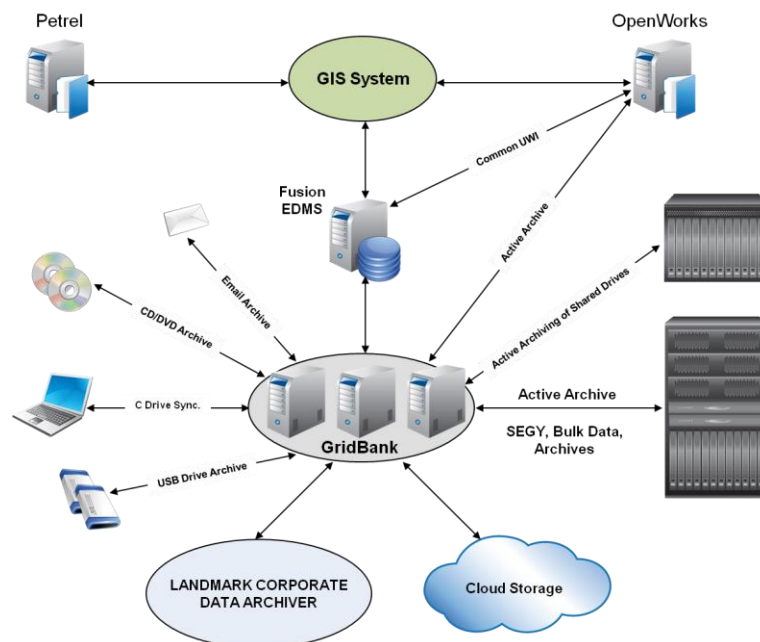 Petrel
OpenWorks
GIS System
Common UWI
Fusion
EDMS
Active Archive
Email Archive
CD/DVD Archive
Active Archiving of Shared Drives
C Drive Sync.
Active Archive
GridBank
SEGY, Bulk Data,
Archives
USB Drive Archive
LANDMARK CORPORATE
DATA ARCHIVER
Cloud Storage